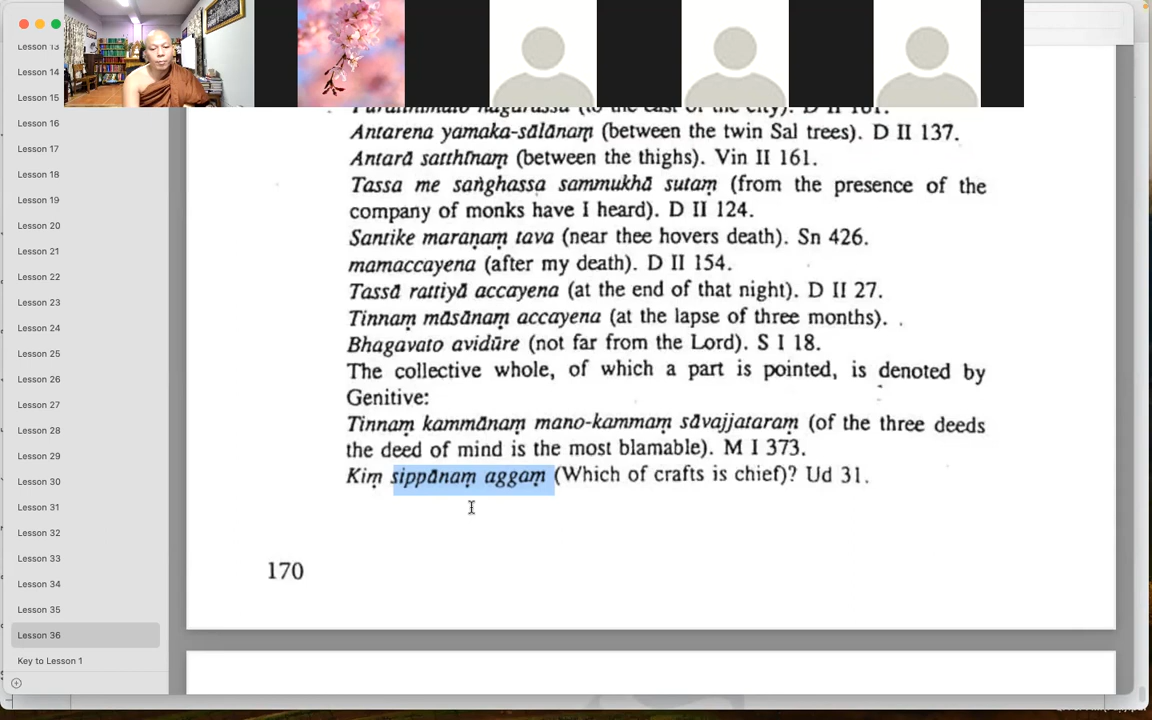 Lesson 13
Lesson 14
Lesson 15
Lesson 16
Lesson 17
Lesson 18
Lesson 19
Lesson 20
Lesson 21
Lesson 22
Lesson 23
Lesson 24
Lesson 25
Lesson 26
Lesson 27
Lesson 28
Lesson 29
Lesson 30
Lesson 31
Lesson 32
Lesson 33
Lesson 34
Lesson 35
Lesson 36
Key to Lesson 1
(to the east of the city). D II 161.
Antarena yamaka-sālānaṃ (between the twin Sal trees). D II 137.
Antarā satthīnaṃ (between the thighs). Vin II 161.
Tassa me saṅghassa sammukhā sutaṃ (from the presence of the
company of monks have I heard). D II 124.
Santike maraṇaṃ tava (near thee hovers death). Sn 426.
mamaccayena (after my death). D II 154.
Tassā rattiyā accayena (at the end of that night). D II 27.
Tinnaṃ māsānaṃ accayena (at the lapse of three months).
Bhagavato avidūre (not far from the Lord). S I 18.
The collective whole, of which a part is pointed, is denoted by
Genitive:
Tinnaṃ kammānaṃ mano-kammaṃ sāvajjataraṃ (of the three deeds
the deed of mind is the most blamable). M I 373.
Kiṃ sippānaṃ aggaṃ (Which of crafts is chief)? Ud 31.
170